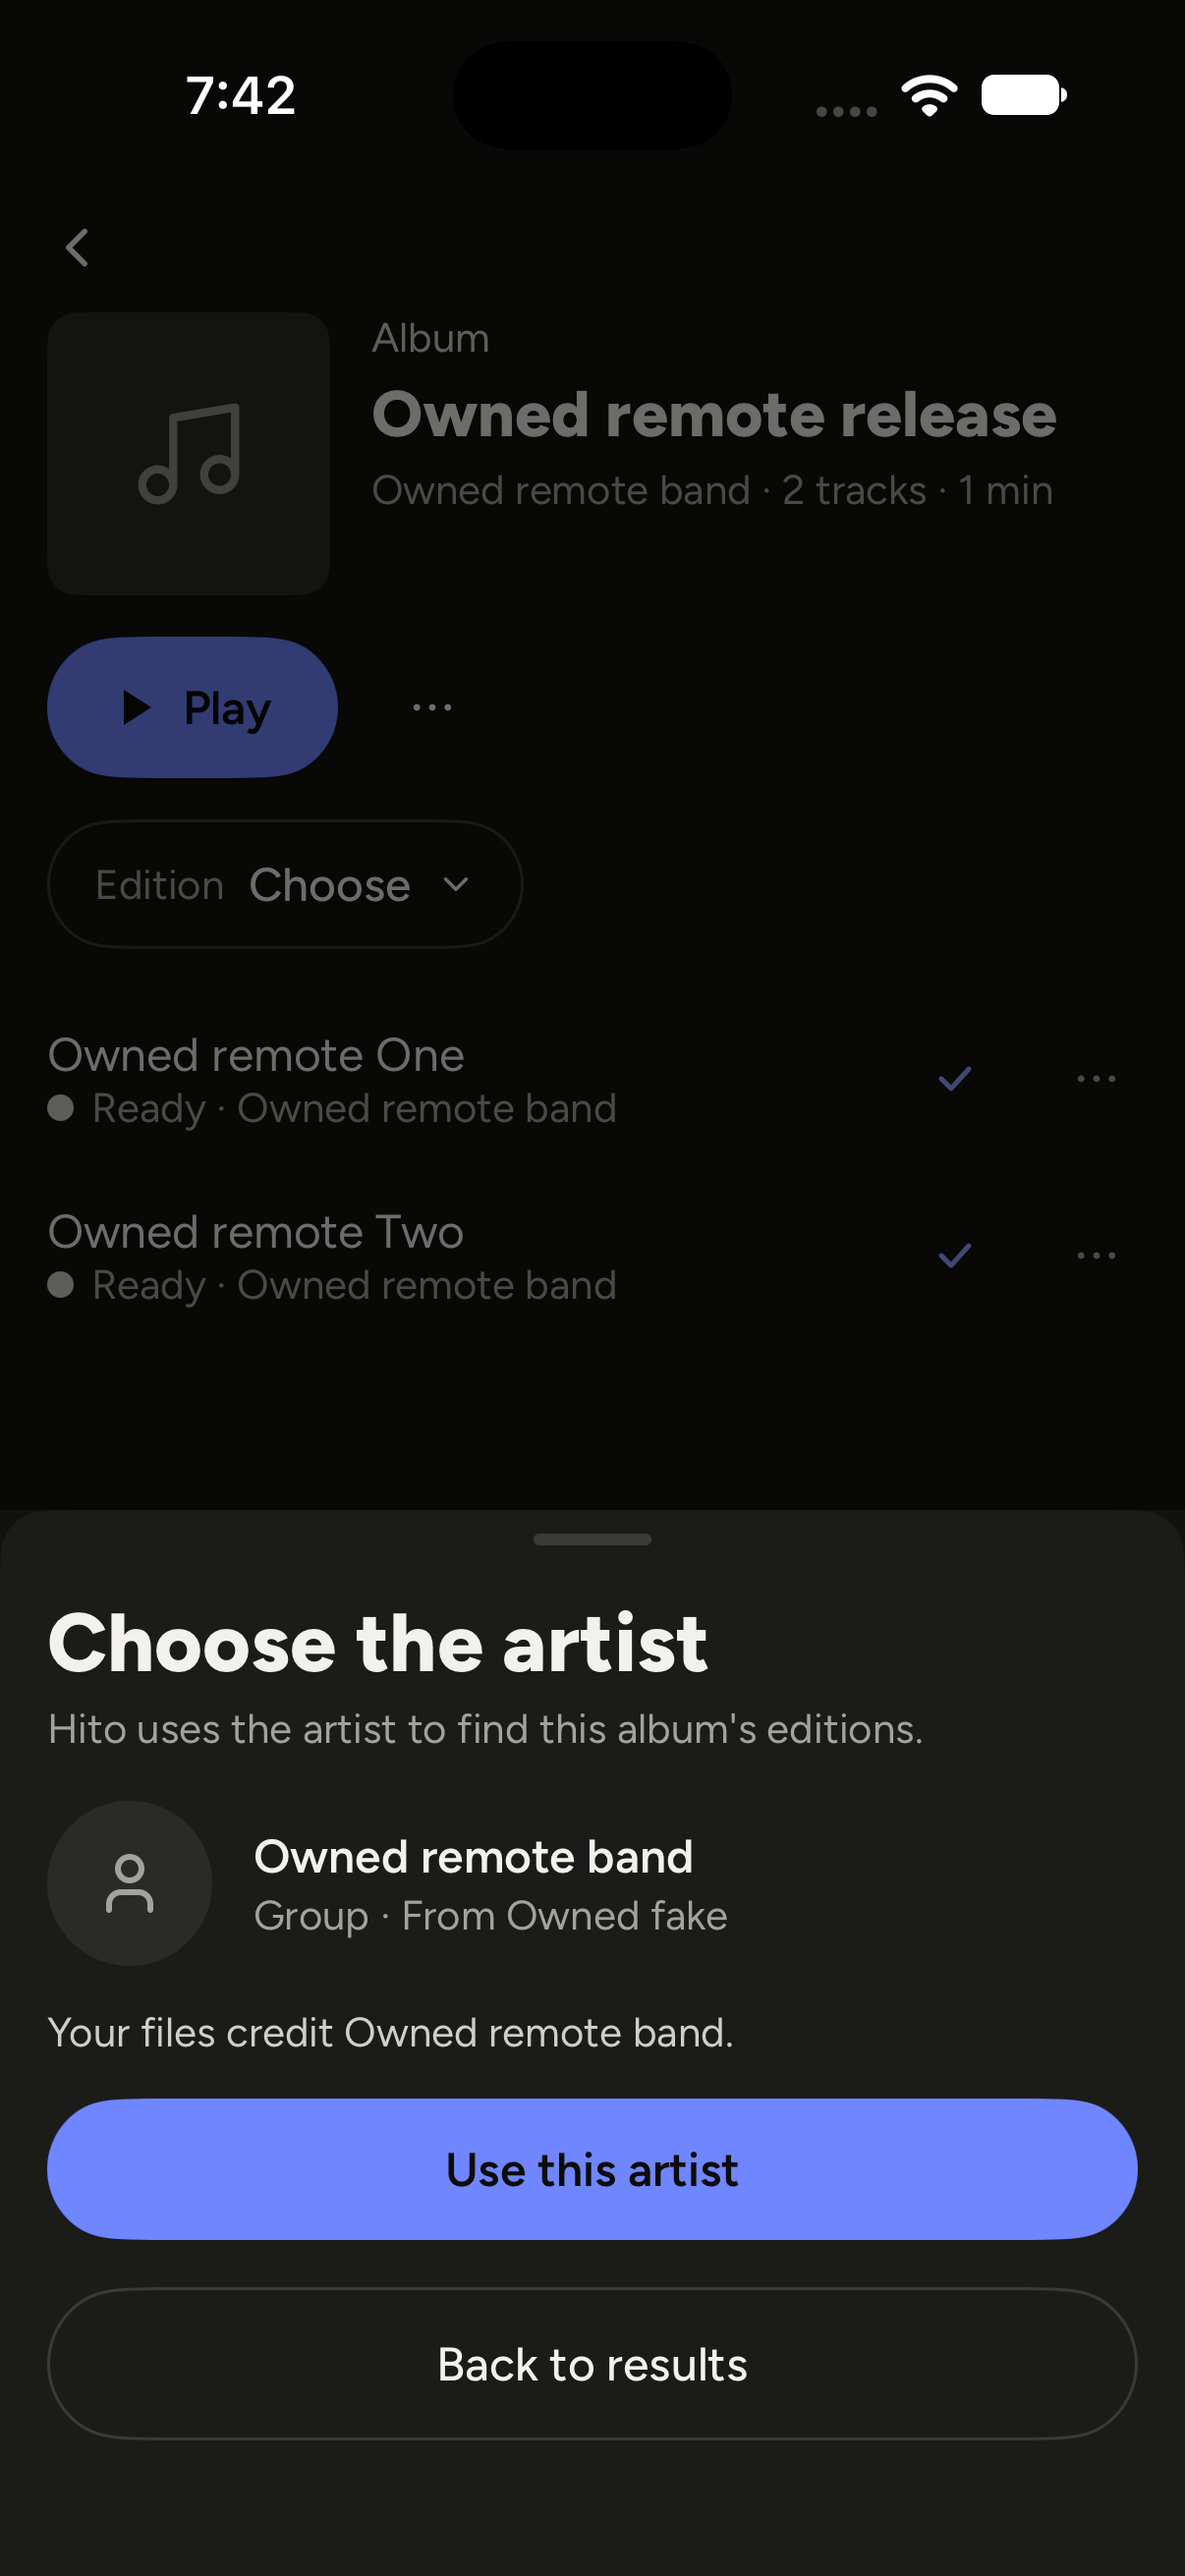 7:42
Album
Owned remote release
Owned remote band · 2 tracks · 1 min
Play
Edition Choose
Owned remote One
Ready · Owned remote band
Owned remote Two
Ready · Owned remote band
Choose the artist
Hito uses the artist to find this album's editions.
Owned remote band
Group · From Owned fake
Your files credit Owned remote band.
Use this artist
Back to results